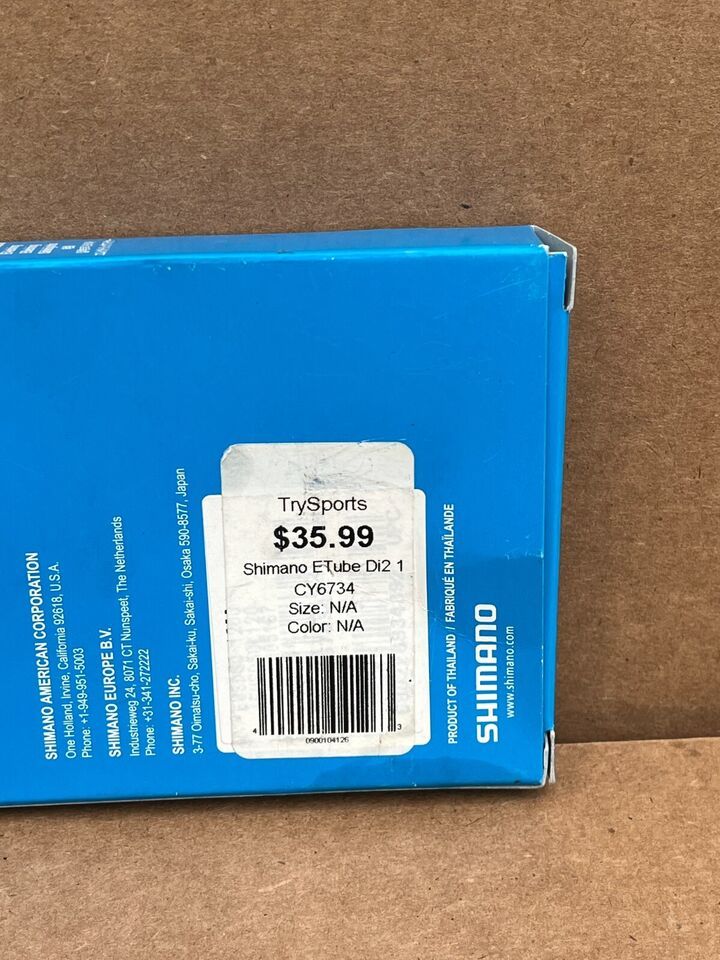 TrySports
$35.99
Shimano ETube Di2 1
CY6734
Size: N/A
Color: N/A
4 3
0900104126
SHIMANO AMERICAN CORPORATION
One Holland, Irvine, California 92618, U.S.A.
Phone: +1-949-951-5003
SHIMANO EUROPE B.V.
Industrieweg 24, 8071 CT Nunspeet, The Netherlands
Phone: +31-341-272222
SHIMANO INC.
3-77 Oimatsu-cho, Sakai-ku, Sakai-shi, Osaka 590-8577, Japan
PRODUCT OF THAILAND / FABRIQUÉ EN THAÏLANDE
SHIMANO
www.shimano.com